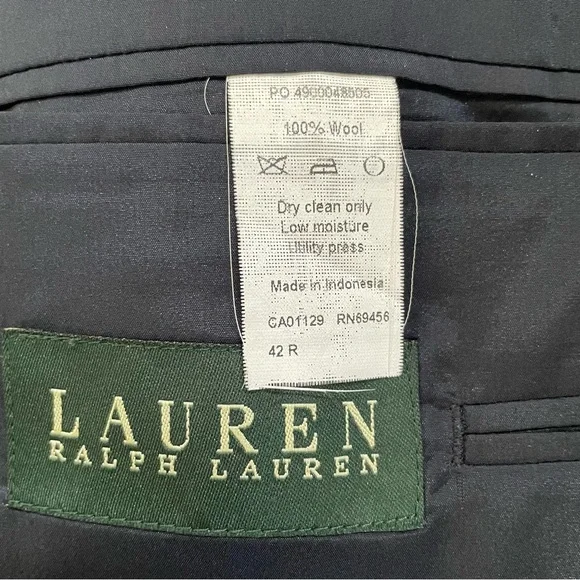 PO 4900048505
100% Wool
Dry clean only
Low moisture
Utility press
Made in Indonesia
CA01129 RN69456
42 R
LAUREN
RALPH LAUREN